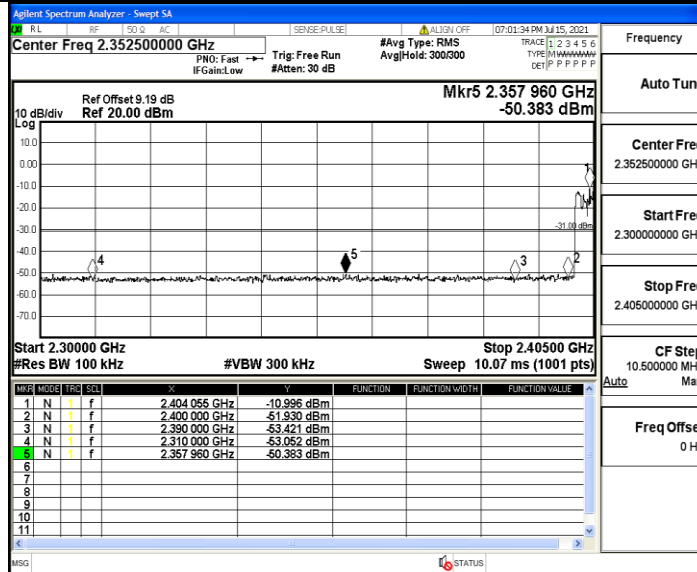 Agilent Spectrum Analyzer - Swept SA
RL RF 50 Ω AC SENSE:PULSE ALIGN OFF 07:01:34 PM Jul 15, 2021
Center Freq 2.352500000 GHz #Avg Type: RMS TRACE 1 2 3 4 5 6
PNO: Fast Trig: Free Run Avg|Hold: 300/300 TYPE M
IFGain:Low #Atten: 30 dB DET P P P P P P
Ref Offset 9.19 dB Mkr5 2.357 960 GHz
10 dB/div Ref 20.00 dBm -50.383 dBm
Log
10.0
0.00
-10.0
-20.0
-30.0
-40.0
-50.0
-60.0
-70.0
1
-31.00 dBm
4
5
3
2
Start 2.30000 GHz Stop 2.40500 GHz
#Res BW 100 kHz #VBW 300 kHz Sweep 10.07 ms (1001 pts)
MKR MODE TRC SCL X Y FUNCTION FUNCTION WIDTH FUNCTION VALUE
1 N 1 f 2.404 055 GHz -10.996 dBm
2 N 1 f 2.400 000 GHz -51.930 dBm
3 N 1 f 2.390 000 GHz -53.421 dBm
4 N 1 f 2.310 000 GHz -53.052 dBm
5 N 1 f 2.357 960 GHz -50.383 dBm
6
7
8
9
10
11
MSG STATUS
Frequency
Auto Tun
Center Fre
2.352500000 GH
Start Fre
2.300000000 GH
Stop Fre
2.405000000 GH
CF Step
10.500000 MH
Auto Ma
Freq Offse
0 H